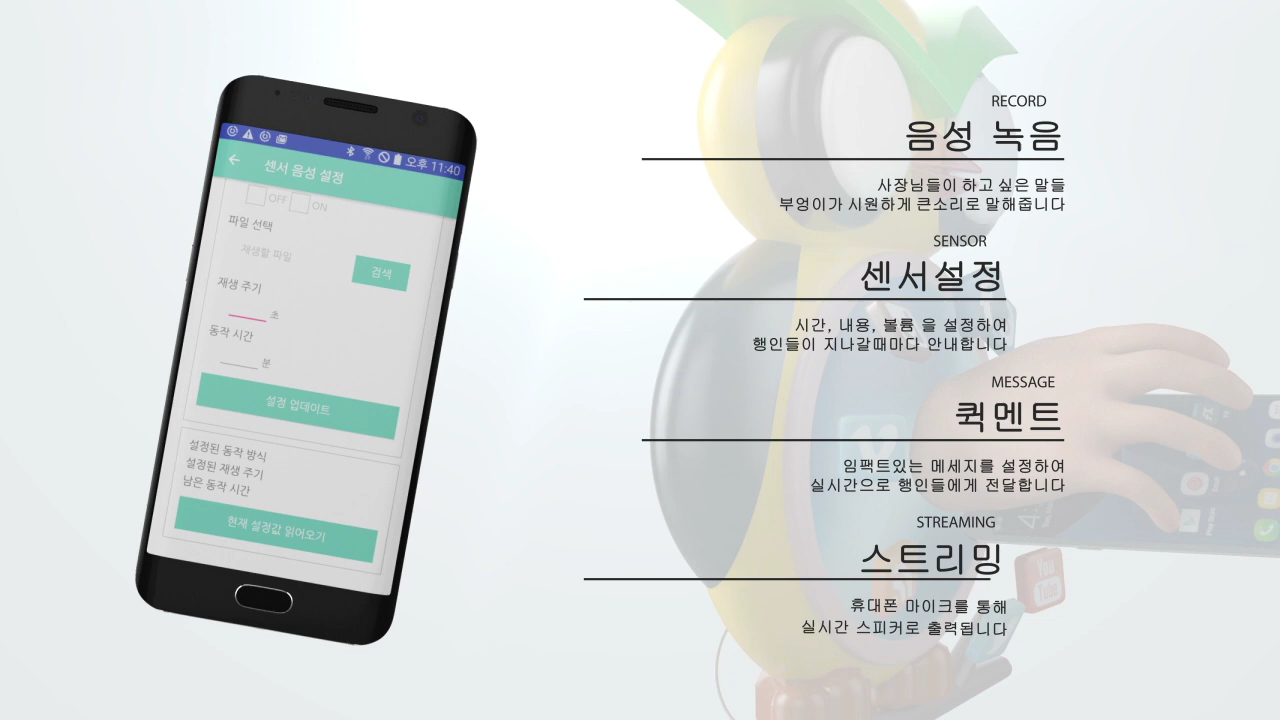 오후 11:40
센서 음성 설정
OFF ON
파일 선택
재생할 파일
검색
재생 주기
초
동작 시간
분
설정 업데이트
설정된 동작 방식
설정된 재생 주기
남은 동작 시간
현재 설정값 읽어오기
RECORD
음성 녹음
사장님들이 하고 싶은 말들
부엉이가 시원하게 큰소리로 말해줍니다
SENSOR
센서설정
시간, 내용, 볼륨 을 설정하여
행인들이 지나갈때마다 안내합니다
MESSAGE
퀵멘트
임팩트있는 메세지를 설정하여
실시간으로 행인들에게 전달합니다
STREAMING
스트리밍
휴대폰 마이크를 통해
실시간 스피커로 출력됩니다
You
Tube